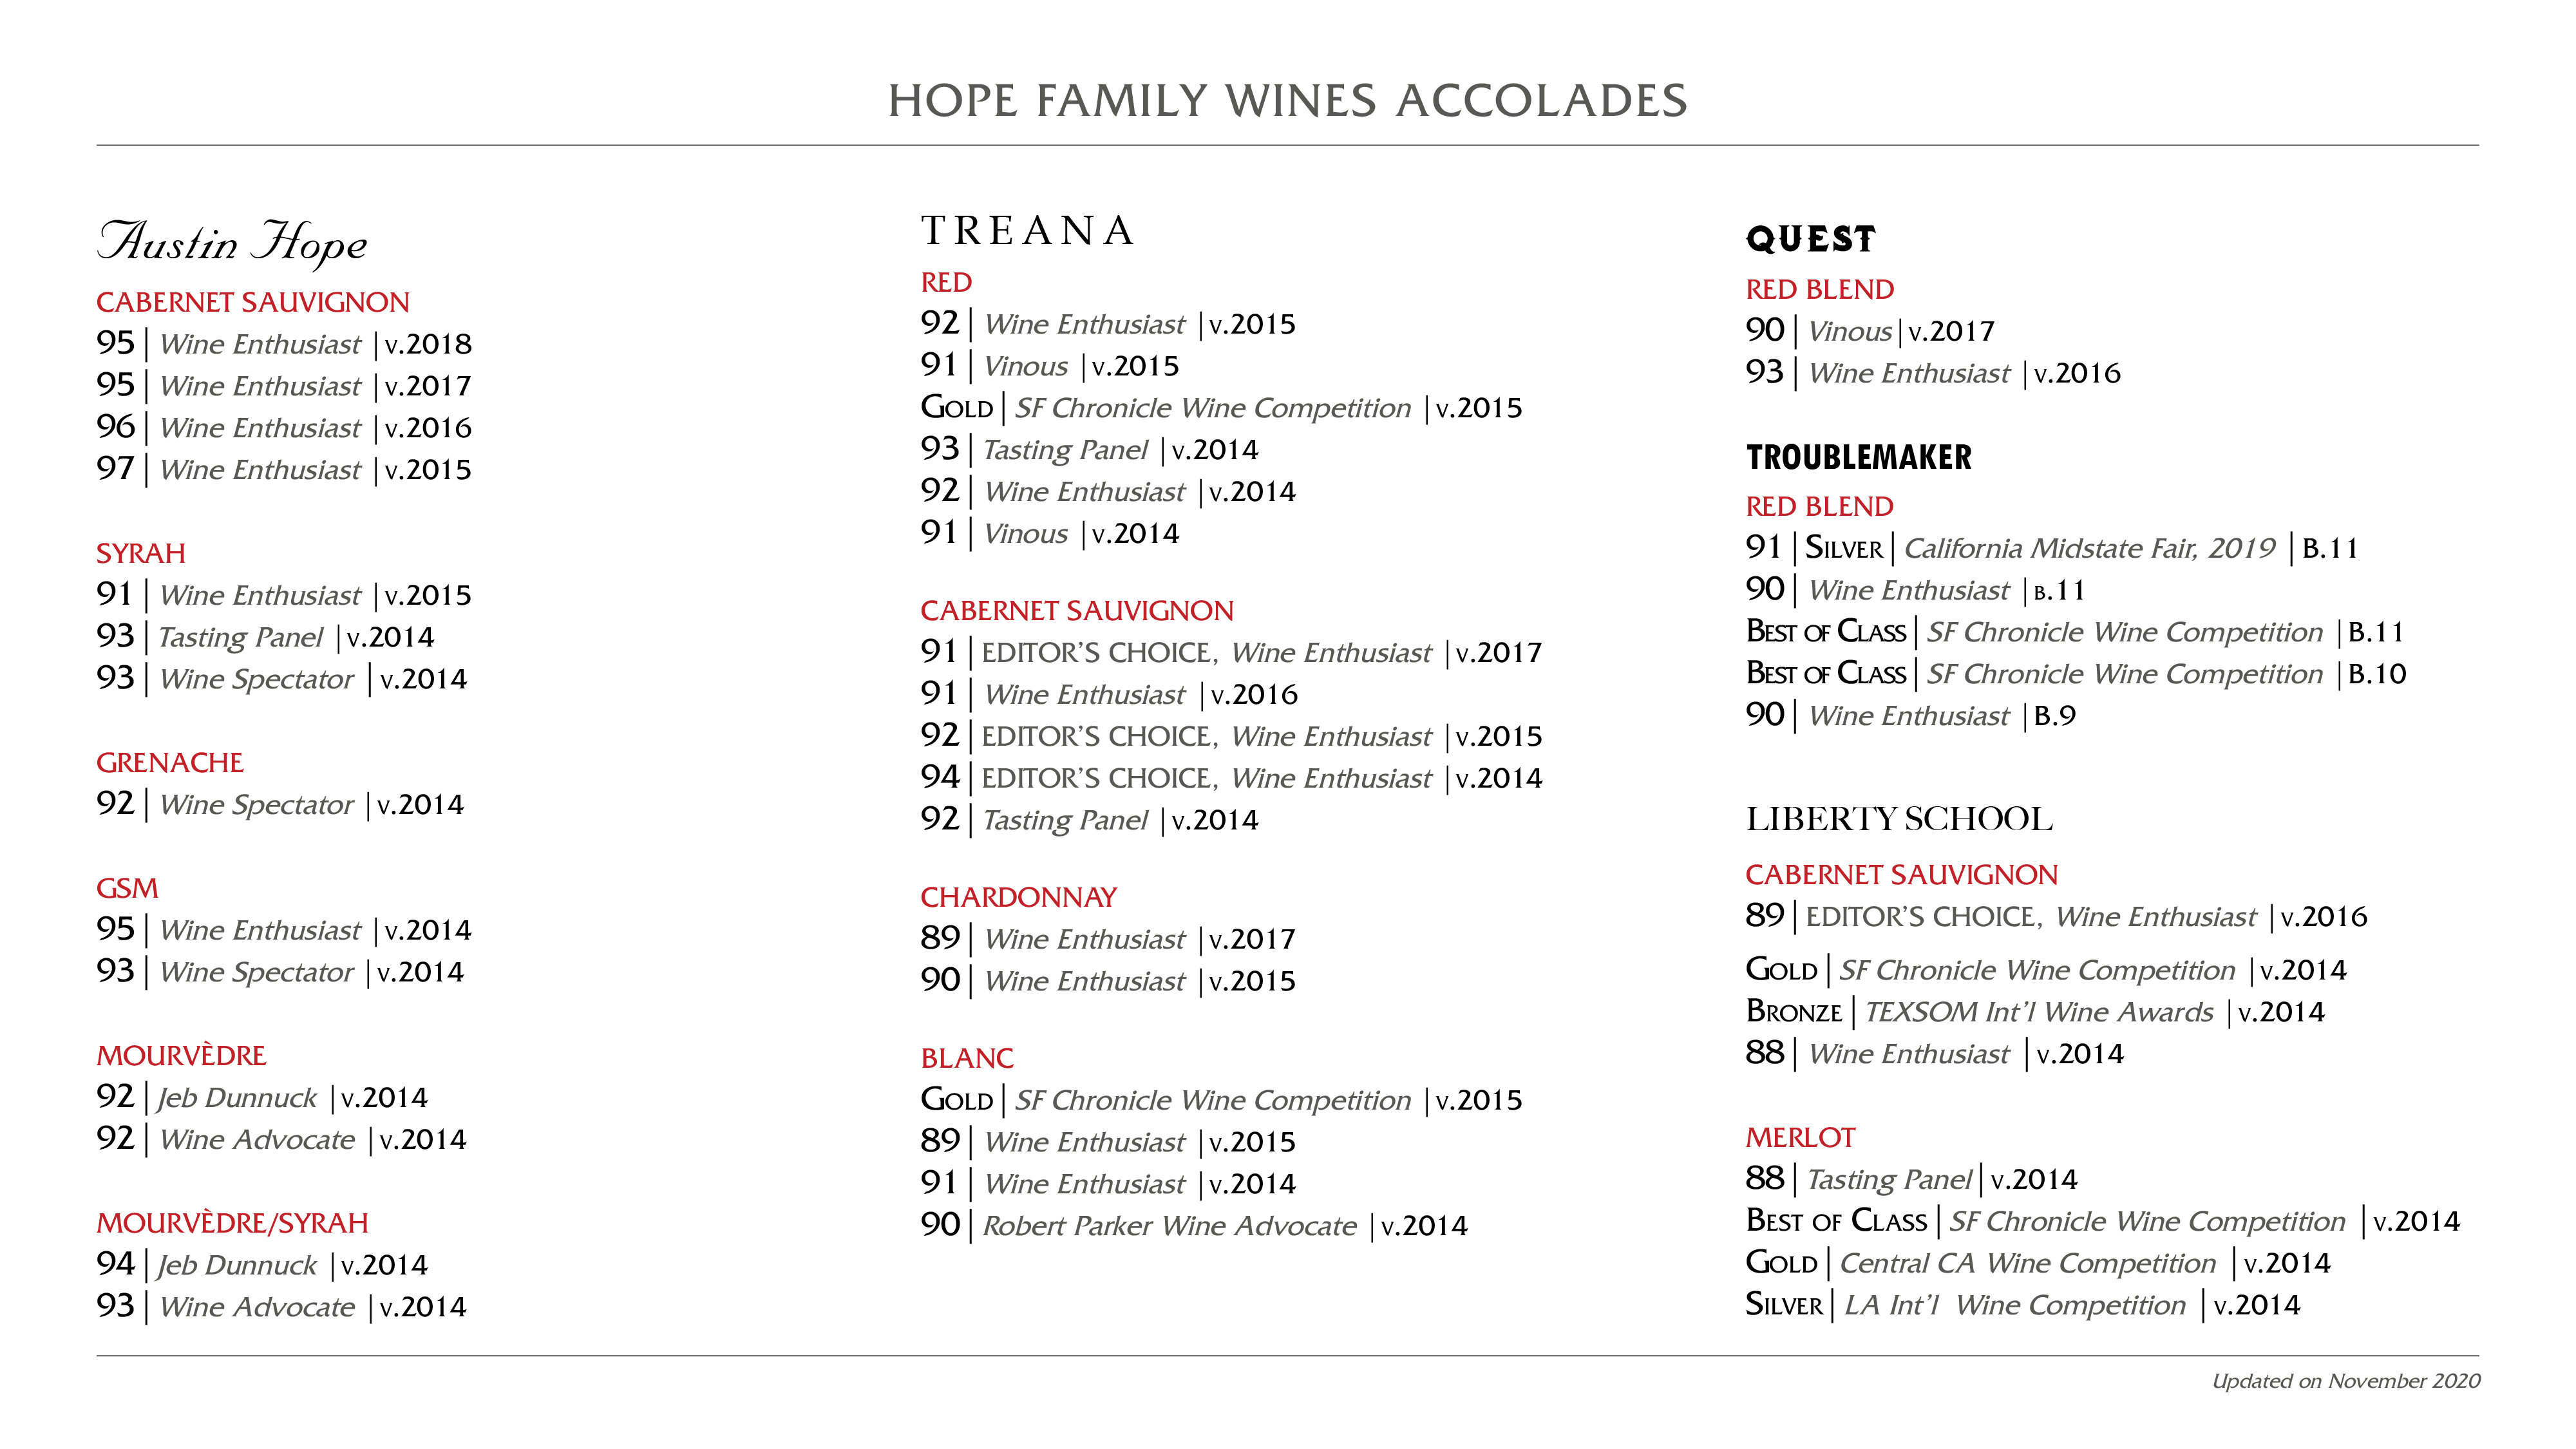 HOPE FAMILY WINES ACCOLADES
Austin Hope
CABERNET SAUVIGNON
95 | Wine Enthusiast | v.2018
95 | Wine Enthusiast | v.2017
96 | Wine Enthusiast | v.2016
97 | Wine Enthusiast | v.2015
SYRAH
91 | Wine Enthusiast | v.2015
93 | Tasting Panel | v.2014
93 | Wine Spectator | v.2014
GRENACHE
92 | Wine Spectator | v.2014
GSM
95 | Wine Enthusiast | v.2014
93 | Wine Spectator | v.2014
MOURVÈDRE
92 | Jeb Dunnuck | v.2014
92 | Wine Advocate | v.2014
MOURVÈDRE/SYRAH
94 | Jeb Dunnuck | v.2014
93 | Wine Advocate | v.2014
TREANA
RED
92 | Wine Enthusiast | v.2015
91 | Vinous | v.2015
GOLD | SF Chronicle Wine Competition | v.2015
93 | Tasting Panel | v.2014
92 | Wine Enthusiast | v.2014
91 | Vinous | v.2014
CABERNET SAUVIGNON
91 | EDITOR'S CHOICE, Wine Enthusiast | v.2017
91 | Wine Enthusiast | v.2016
92 | EDITOR'S CHOICE, Wine Enthusiast | v.2015
94 | EDITOR'S CHOICE, Wine Enthusiast | v.2014
92 | Tasting Panel | v.2014
CHARDONNAY
89 | Wine Enthusiast | v.2017
90 | Wine Enthusiast | v.2015
BLANC
GOLD | SF Chronicle Wine Competition | v.2015
89 | Wine Enthusiast | v.2015
91 | Wine Enthusiast | v.2014
90 | Robert Parker Wine Advocate | v.2014
QUEST
RED BLEND
90 | Vinous | v.2017
93 | Wine Enthusiast | v.2016
TROUBLEMAKER
RED BLEND
91 | SILVER | California Midstate Fair, 2019 | B.11
90 | Wine Enthusiast | B.11
BEST OF CLASS | SF Chronicle Wine Competition | B.11
BEST OF CLASS | SF Chronicle Wine Competition | B.10
90 | Wine Enthusiast | B.9
LIBERTY SCHOOL
CABERNET SAUVIGNON
89 | EDITOR'S CHOICE, Wine Enthusiast | v.2016
GOLD | SF Chronicle Wine Competition | v.2014
BRONZE | TEXSOM Int'l Wine Awards | v.2014
88 | Wine Enthusiast | v.2014
MERLOT
88 | Tasting Panel | v.2014
BEST OF CLASS | SF Chronicle Wine Competition | v.2014
GOLD | Central CA Wine Competition | v.2014
SILVER | LA Int'l Wine Competition | v.2014
Updated on November 2020